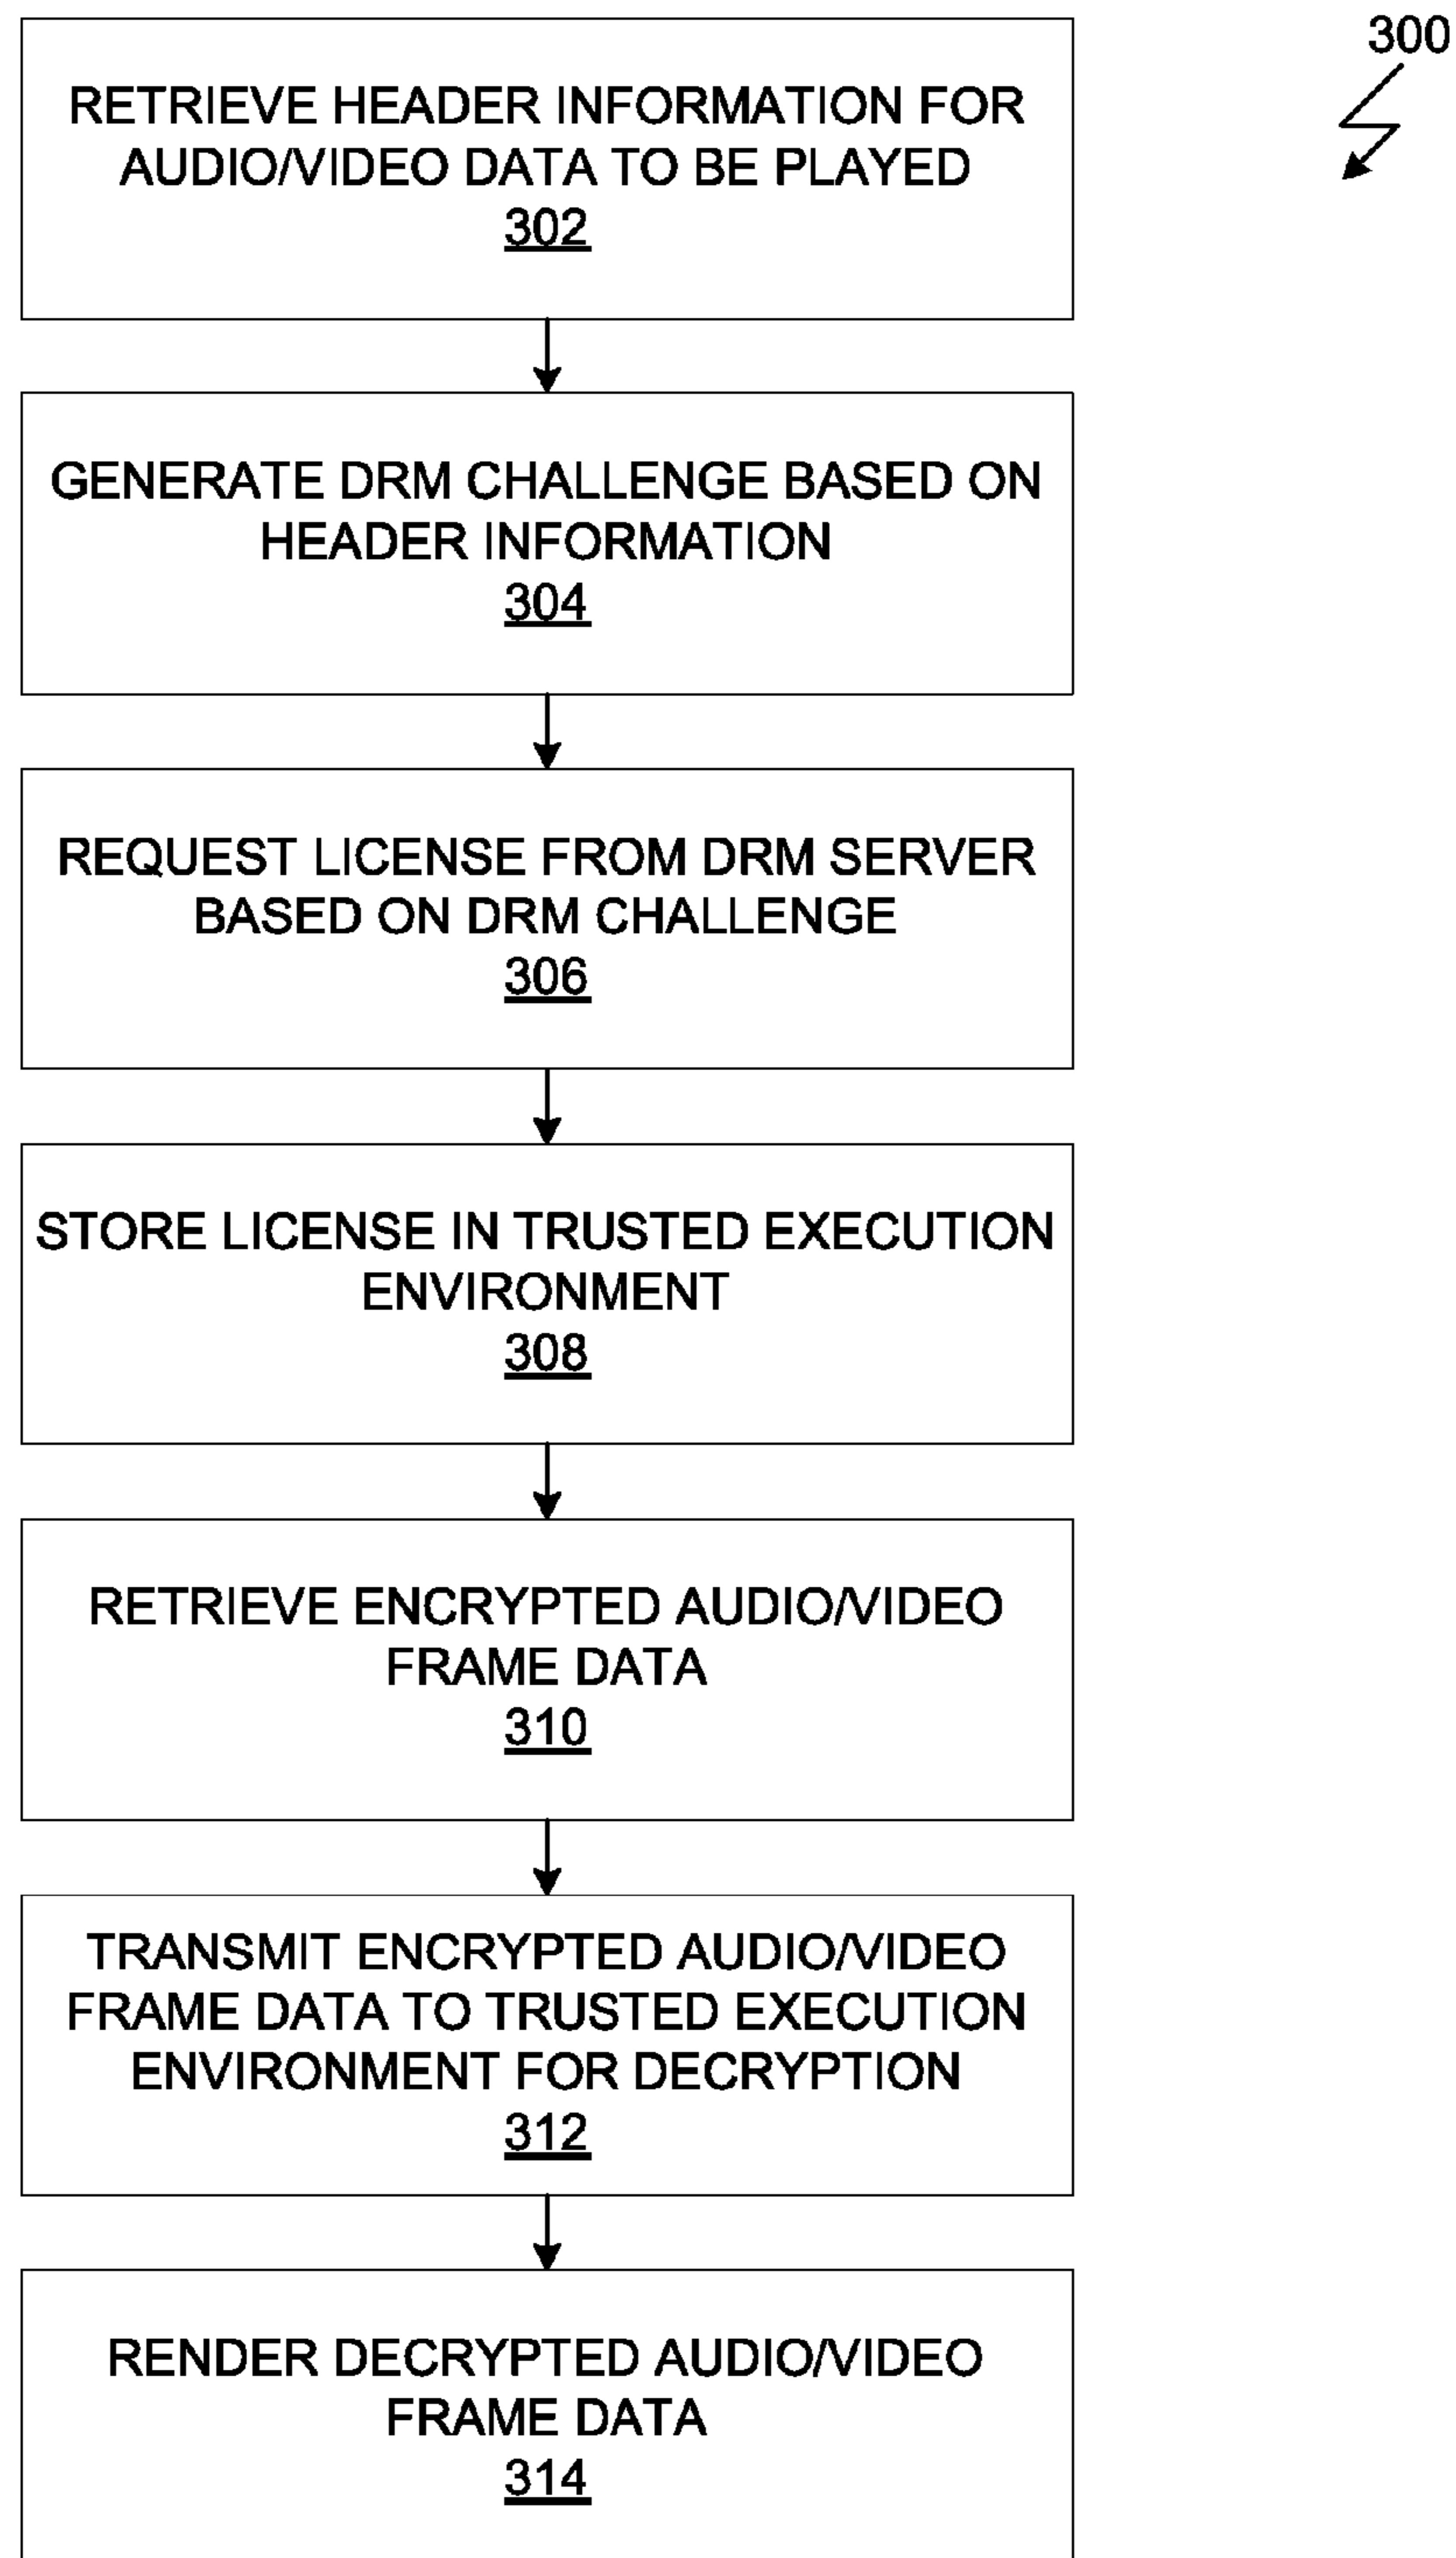 300
RETRIEVE HEADER INFORMATION FOR
AUDIO/VIDEO DATA TO BE PLAYED
302
GENERATE DRM CHALLENGE BASED ON
HEADER INFORMATION
304
REQUEST LICENSE FROM DRM SERVER
BASED ON DRM CHALLENGE
306
STORE LICENSE IN TRUSTED EXECUTION
ENVIRONMENT
308
RETRIEVE ENCRYPTED AUDIO/VIDEO
FRAME DATA
310
TRANSMIT ENCRYPTED AUDIO/VIDEO
FRAME DATA TO TRUSTED EXECUTION
ENVIRONMENT FOR DECRYPTION
312
RENDER DECRYPTED AUDIO/VIDEO
FRAME DATA
314